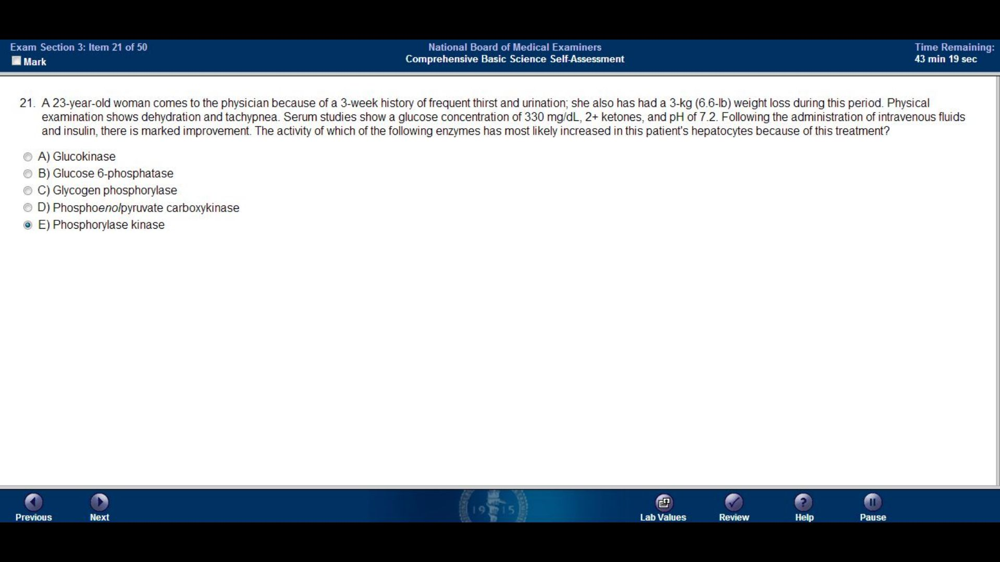 Exam Section 3: Item 21 of 50
National Board of Medical Examiners
Time Remaining:
Mark
Comprehensive Basic Science Self-Assessment
43 min 19 sec
21. A 23-year-old woman comes to the physician because of a 3-week history of frequent thirst and urination; she also has had a 3-kg (6.6-lb) weight loss during this period. Physical
examination shows dehydration and tachypnea. Serum studies show a glucose concentration of 330 mg/dL, 2+ ketones, and pH of 7.2. Following the administration of intravenous fluids
and insulin, there is marked improvement. The activity of which of the following enzymes has most likely increased in this patient's hepatocytes because of this treatment?
A) Glucokinase
B) Glucose 6-phosphatase
C) Glycogen phosphorylase
D) Phosphoenolpyruvate carboxykinase
E) Phosphorylase kinase
1915
Previous
Next
Lab Values
Review
Help
Pause